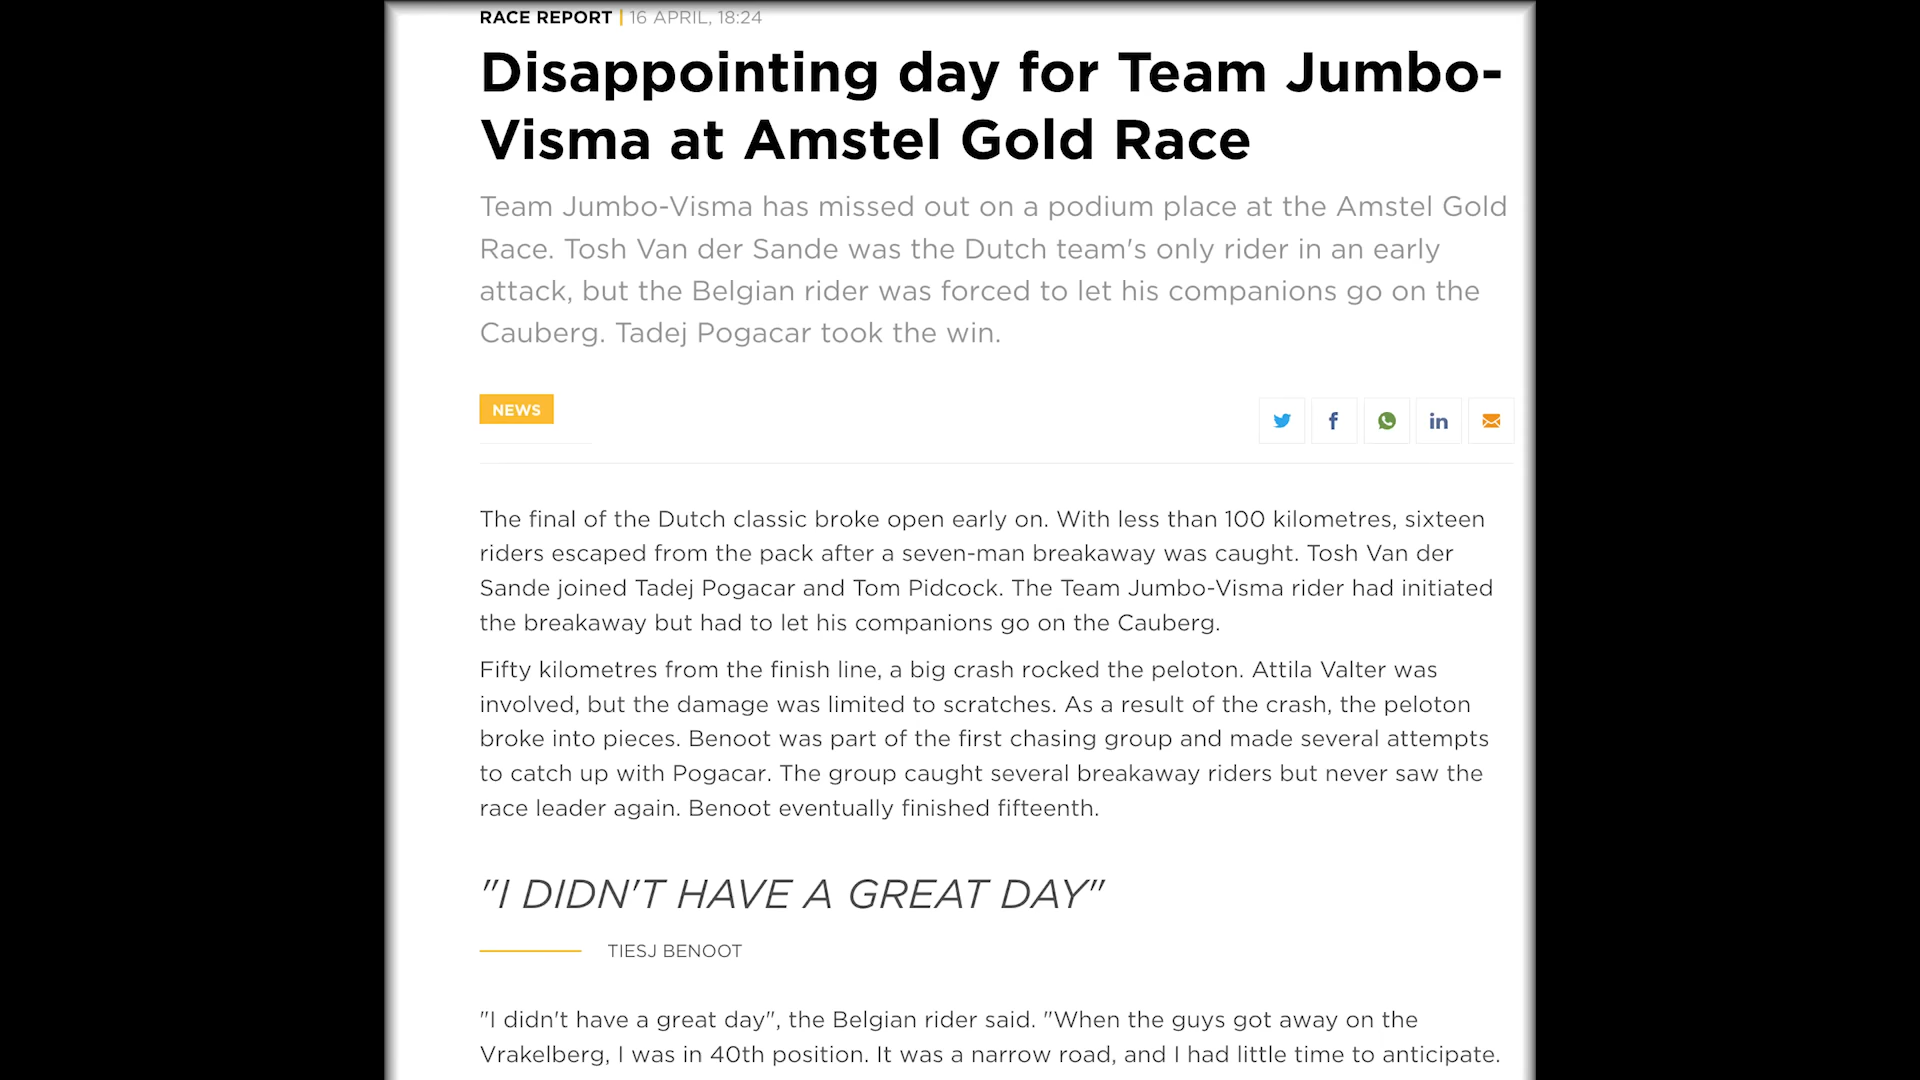 RACE REPORT | 16 APRIL, 18:24
Disappointing day for Team Jumbo-
Visma at Amstel Gold Race
Team Jumbo-Visma has missed out on a podium place at the Amstel Gold
Race. Tosh Van der Sande was the Dutch team's only rider in an early
attack, but the Belgian rider was forced to let his companions go on the
Cauberg. Tadej Pogacar took the win.
NEWS
f
in
The final of the Dutch classic broke open early on. With less than 100 kilometres, sixteen
riders escaped from the pack after a seven-man breakaway was caught. Tosh Van der
Sande joined Tadej Pogacar and Tom Pidcock. The Team Jumbo-Visma rider had initiated
the breakaway but had to let his companions go on the Cauberg.
Fifty kilometres from the finish line, a big crash rocked the peloton. Attila Valter was
involved, but the damage was limited to scratches. As a result of the crash, the peloton
broke into pieces. Benoot was part of the first chasing group and made several attempts
to catch up with Pogacar. The group caught several breakaway riders but never saw the
race leader again. Benoot eventually finished fifteenth.
"I DIDN'T HAVE A GREAT DAY"
TIESJ BENOOT
"I didn't have a great day", the Belgian rider said. "When the guys got away on the
Vrakelberg, I was in 40th position. It was a narrow road, and I had little time to anticipate.